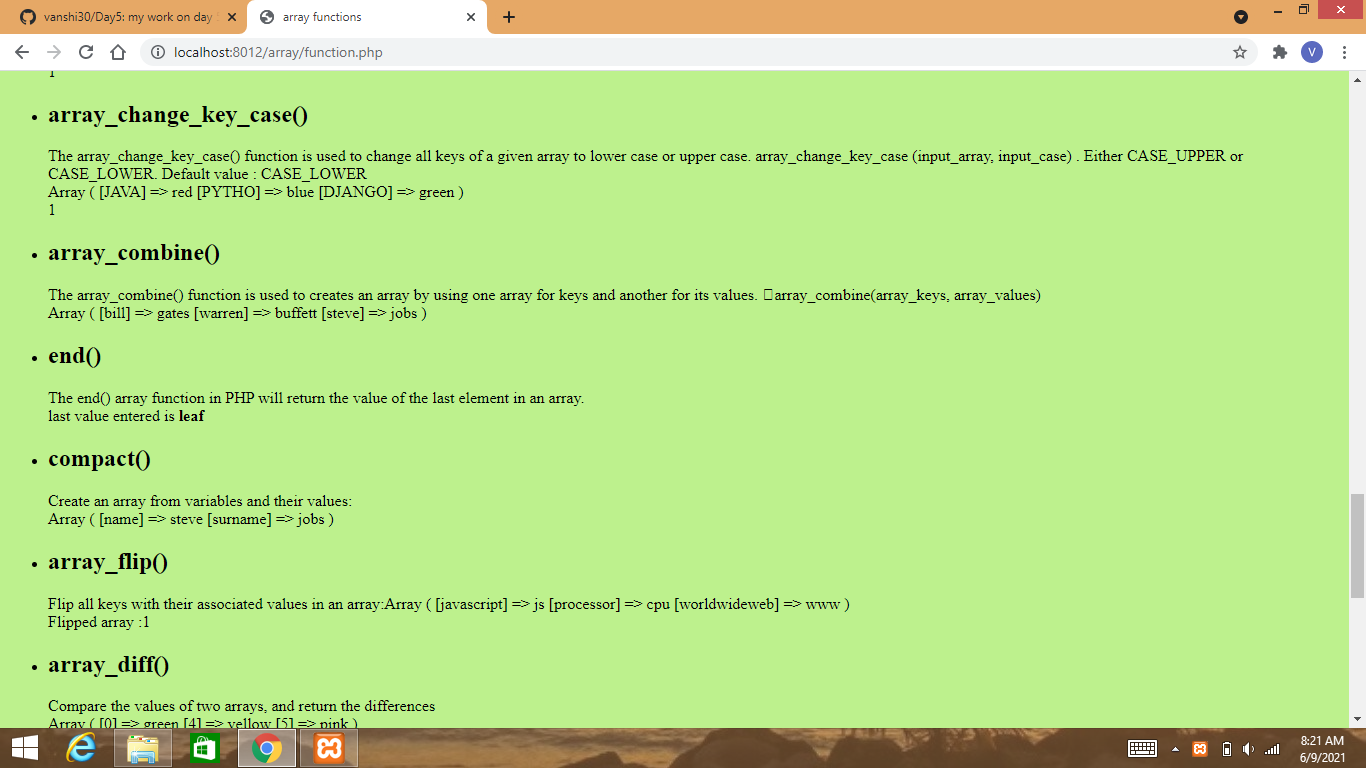 vanshi30/Day5: my work on day
array functions
localhost:8012/array/function.php
V
1
array_change_key_case()
The array_change_key_case() function is used to change all keys of a given array to lower case or upper case. array_change_key_case (input_array, input_case) . Either CASE_UPPER or
CASE_LOWER. Default value : CASE_LOWER
Array ( [JAVA] => red [PYTHO] => blue [DJANGO] => green )
1
array_combine()
The array_combine() function is used to creates an array by using one array for keys and another for its values. array_combine(array_keys, array_values)
Array ( [bill] => gates [warren] => buffett [steve] => jobs )
end()
The end() array function in PHP will return the value of the last element in an array.
last value entered is leaf
compact()
Create an array from variables and their values:
Array ( [name] => steve [surname] => jobs )
array_flip()
Flip all keys with their associated values in an array:Array ( [javascript] => js [processor] => cpu [worldwideweb] => www )
Flipped array :1
array_diff()
Compare the values of two arrays, and return the differences
Array ( [0] => green [4] => yellow [5] => pink )
8:21 AM
6/9/2021